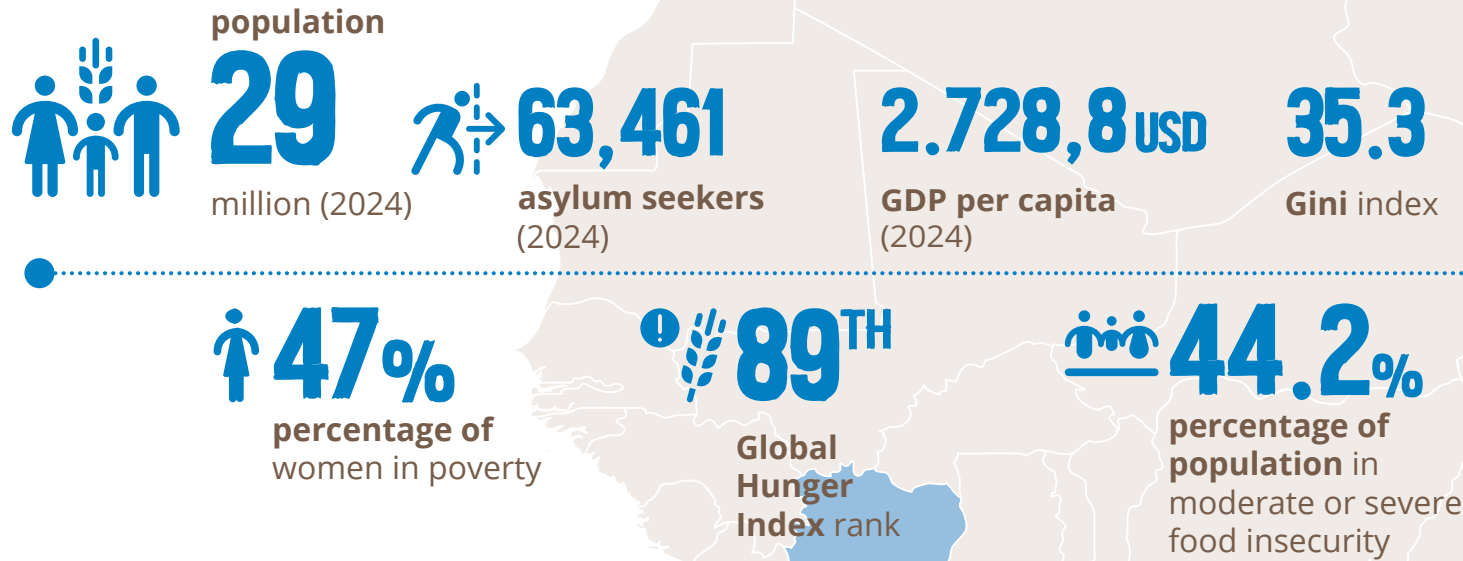 population
29
million (2024)
63,461
asylum seekers
(2024)
2.728,8 USD
GDP per capita
(2024)
35.3
Gini index
47%
percentage of
women in poverty
89TH
Global
Hunger
Index rank
44.2%
percentage of
population in
moderate or severe
food insecurity